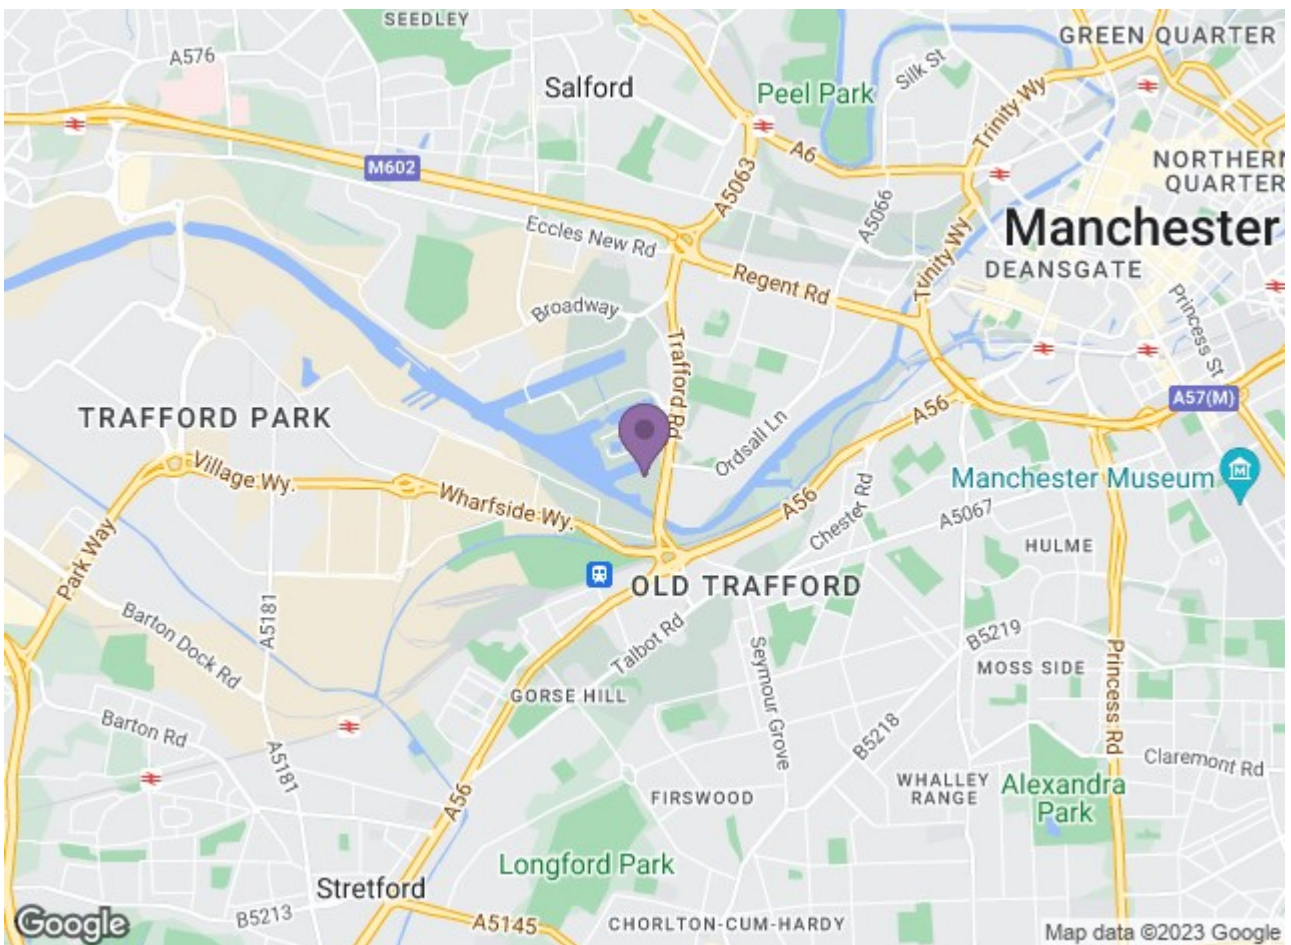 SEEDLEY
GREEN QUARTER
A576
Silk St
Salford
Peel Park
Trinity Wy
M602
A6
NORTHERN
QUARTER
A5063
A5066
Eccles New Rd
Manchester
DEANSGATE
Trinity Wy
Regent Rd
Broadway
Princess St
Trafford Rd
A57(M)
TRAFFORD PARK
A56
Ordsall Ln
Village Wy.
Wharfside Wy.
Manchester Museum
A56
Chester Rd
A5067
Park Way
HULME
OLD TRAFFORD
Barton Dock Rd
A5181
Talbot Rd
B5219
Seymour Grove
MOSS SIDE
Princess Rd
GORSE HILL
Barton Rd
B5218
A5181
Claremont Rd
WHALLEY
RANGE
Alexandra
Park
A56
FIRSWOOD
Longford Park
Stretford
B5213
A5145
CHORLTON-CUM-HARDY
Google
Map data ©2023 Google